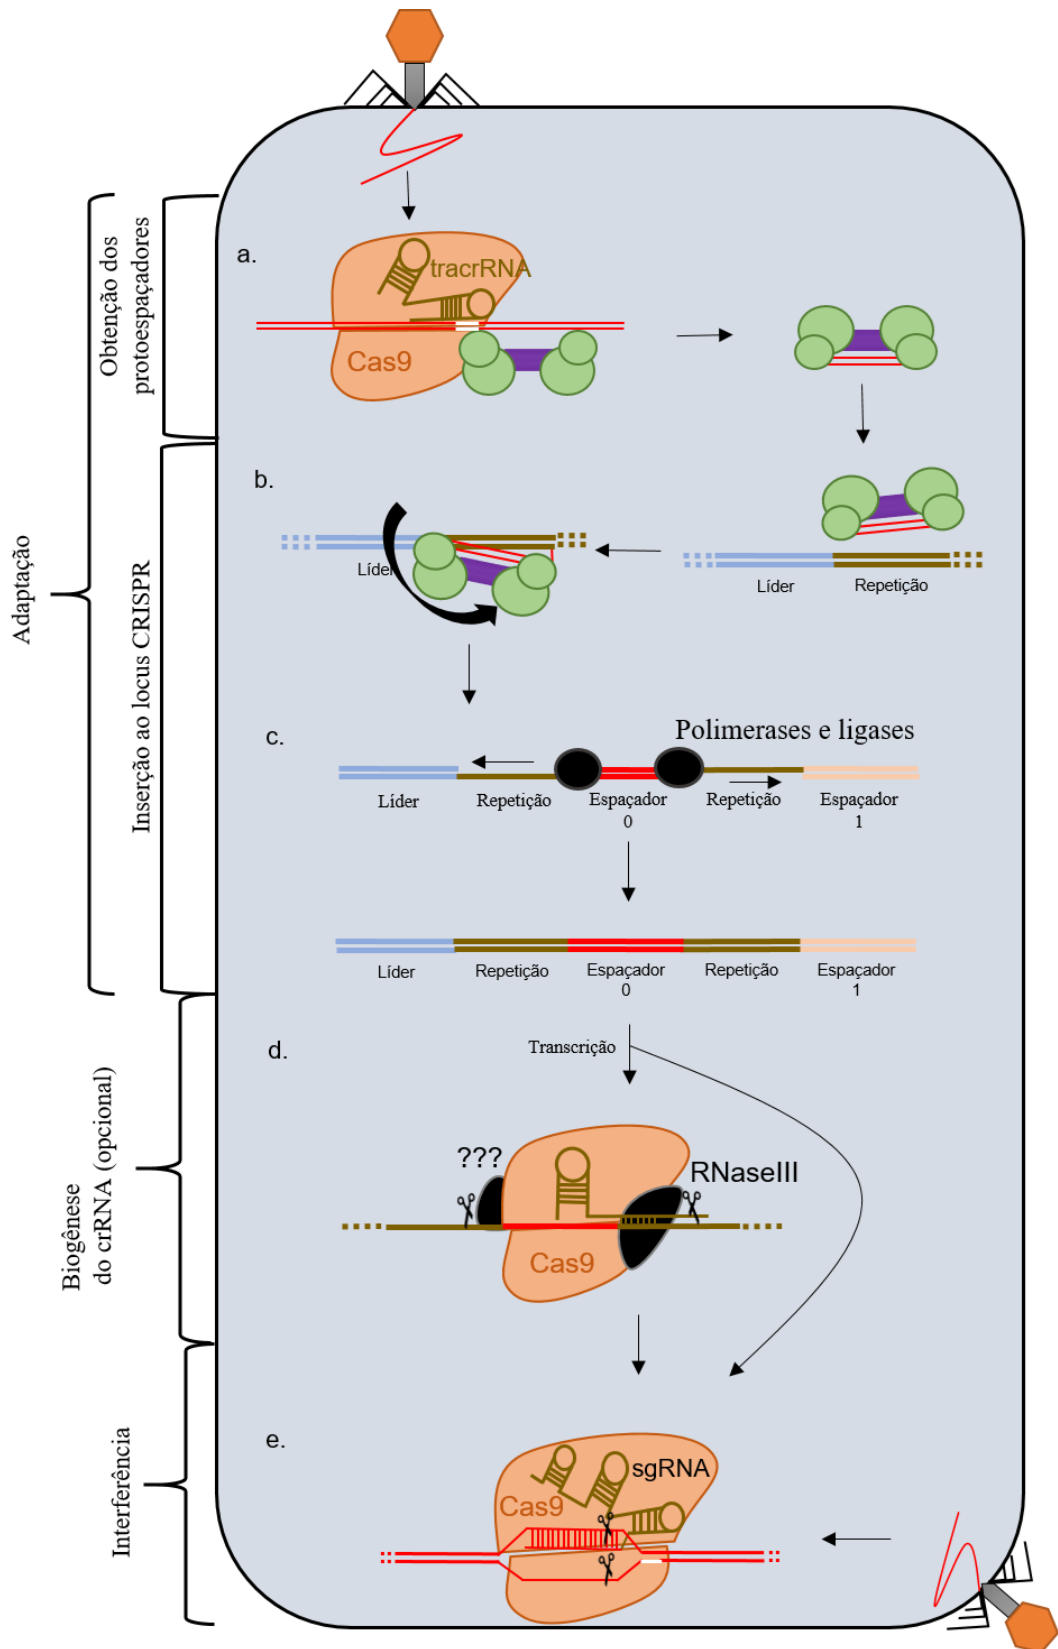 Adaptação
Obtenção dos
protoespaçadores
a.
tracrRNA
Cas9
Inserção ao locus CRISPR
b.
Líder
Líder
Repetição
c.
Polimerases e ligases
Líder
Repetição
Espaçador
0
Repetição
Espaçador
1
Líder
Repetição
Espaçador
0
Repetição
Espaçador
1
Biogênese
do crRNA (opcional)
d.
Transcrição
???
RNaseIII
Cas9
Interferência
e.
sgRNA
Cas9